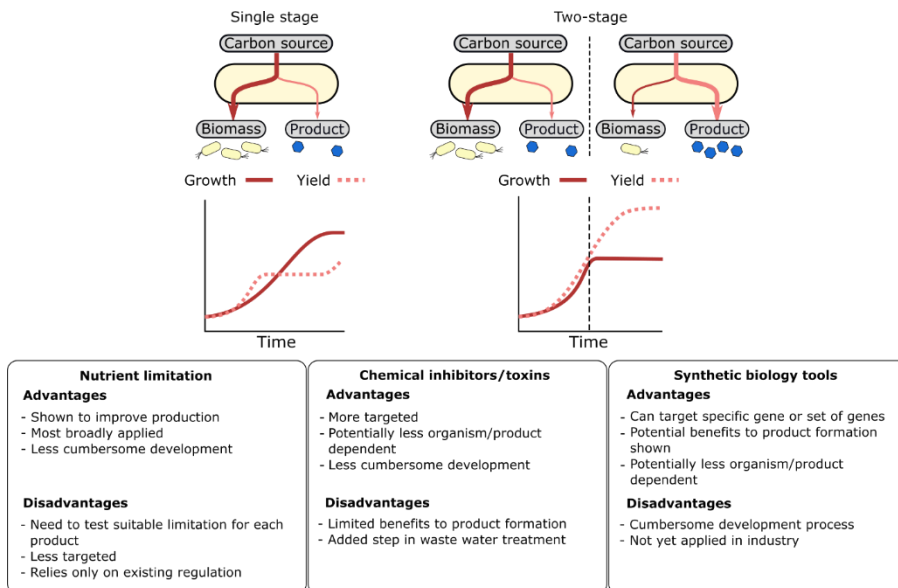 Single stage
Two-stage
Carbon source
Carbon source
Carbon source
Biomass
Product
Biomass
Product
Biomass
Product
Growth
Yield
Growth
Yield
Time
Time
Nutrient limitation
Advantages
- Shown to improve production
- Most broadly applied
- Less cumbersome development
Disadvantages
- Need to test suitable limitation for each
product
- Less targeted
- Relies only on existing regulation
Chemical inhibitors/toxins
Advantages
- More targeted
- Potentially less organism/product
dependent
- Less cumbersome development
Disadvantages
- Limited benefits to product formation
- Added step in waste water treatment
Synthetic biology tools
Advantages
- Can target specific gene or set of genes
- Potential benefits to product formation
shown
- Potentially less organism/product
dependent
Disadvantages
- Cumbersome development process
- Not yet applied in industry